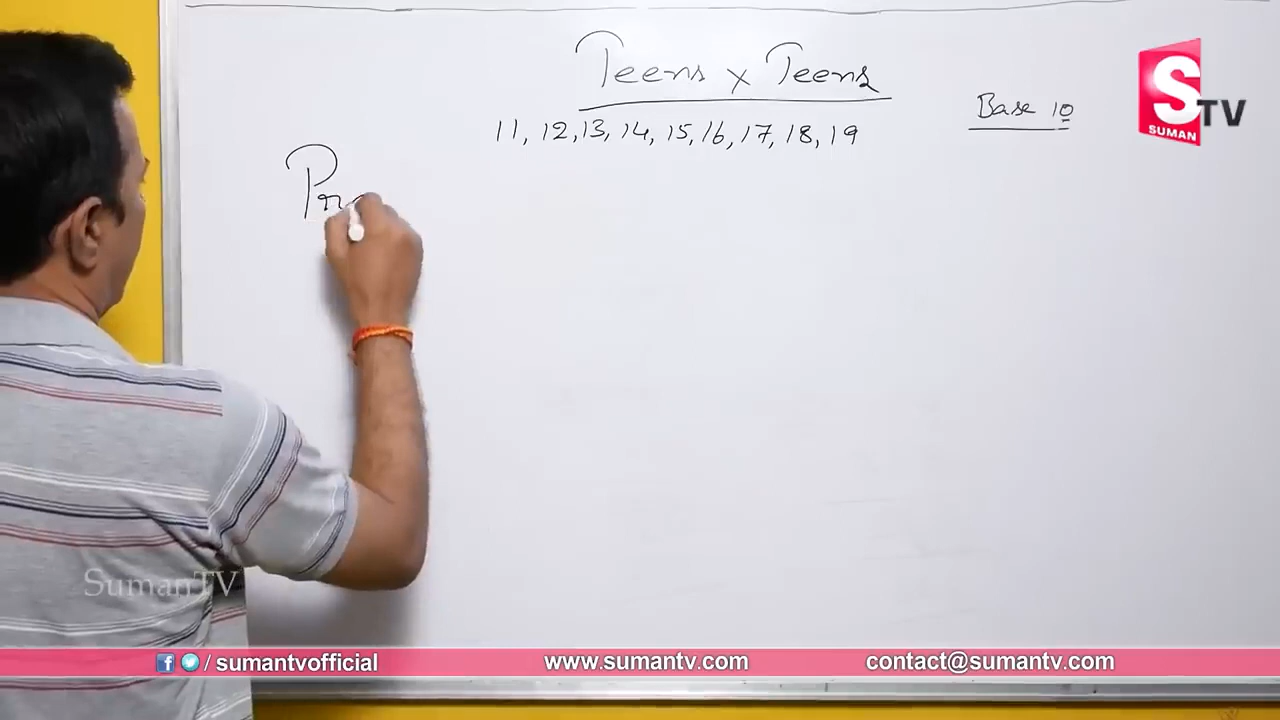 Teens x Teens
Base 10
11, 12, 13, 14, 15, 16, 17, 18, 19
S TV
SUMAN
SumanTV
/ sumantvofficial
www.sumantv.com
contact@sumantv.com